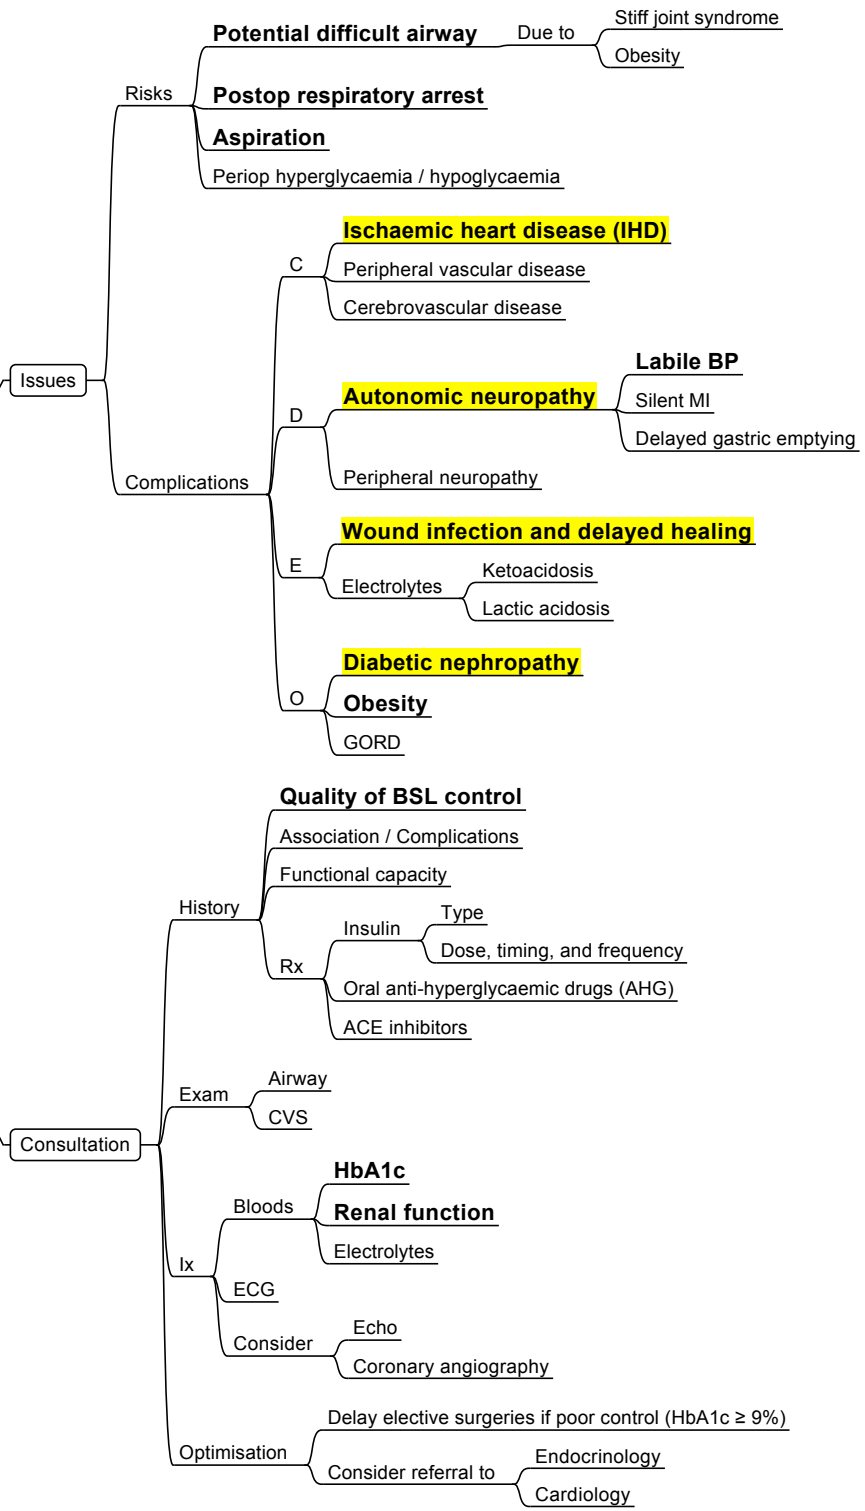 Issues
Risks
Potential difficult airway
Due to
Stiff joint syndrome
Obesity
Postop respiratory arrest
Aspiration
Periop hyperglycaemia / hypoglycaemia
Complications
C
Ischaemic heart disease (IHD)
Peripheral vascular disease
Cerebrovascular disease
D
Autonomic neuropathy
Labile BP
Silent MI
Delayed gastric emptying
Peripheral neuropathy
E
Wound infection and delayed healing
Electrolytes
Ketoacidosis
Lactic acidosis
O
Diabetic nephropathy
Obesity
GORD
Consultation
History
Quality of BSL control
Association / Complications
Functional capacity
Rx
Insulin
Type
Dose, timing, and frequency
Oral anti-hyperglycaemic drugs (AHG)
ACE inhibitors
Exam
Airway
CVS
Ix
Bloods
HbA1c
Renal function
Electrolytes
ECG
Consider
Echo
Coronary angiography
Optimisation
Delay elective surgeries if poor control (HbA1c ≥ 9%)
Consider referral to
Endocrinology
Cardiology